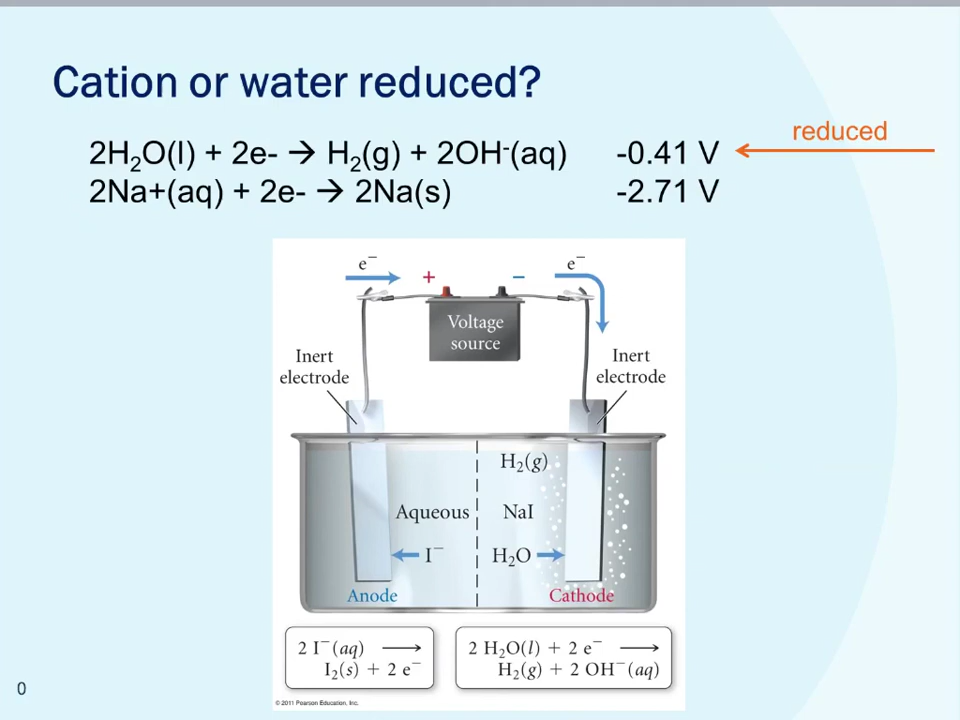 Cation or water reduced?
reduced
2H₂O(l) + 2e- → H₂(g) + 2OH⁻(aq) -0.41 V
2Na+(aq) + 2e- → 2Na(s) -2.71 V
e⁻ e⁻
+ −
Voltage
source
Inert
electrode
Inert
electrode
H₂(g)
Aqueous NaI
I⁻ H₂O
Anode Cathode
2 I⁻(aq) →
I₂(s) + 2 e⁻
2 H₂O(l) + 2 e⁻ →
H₂(g) + 2 OH⁻(aq)
0
© 2011 Pearson Education, Inc.